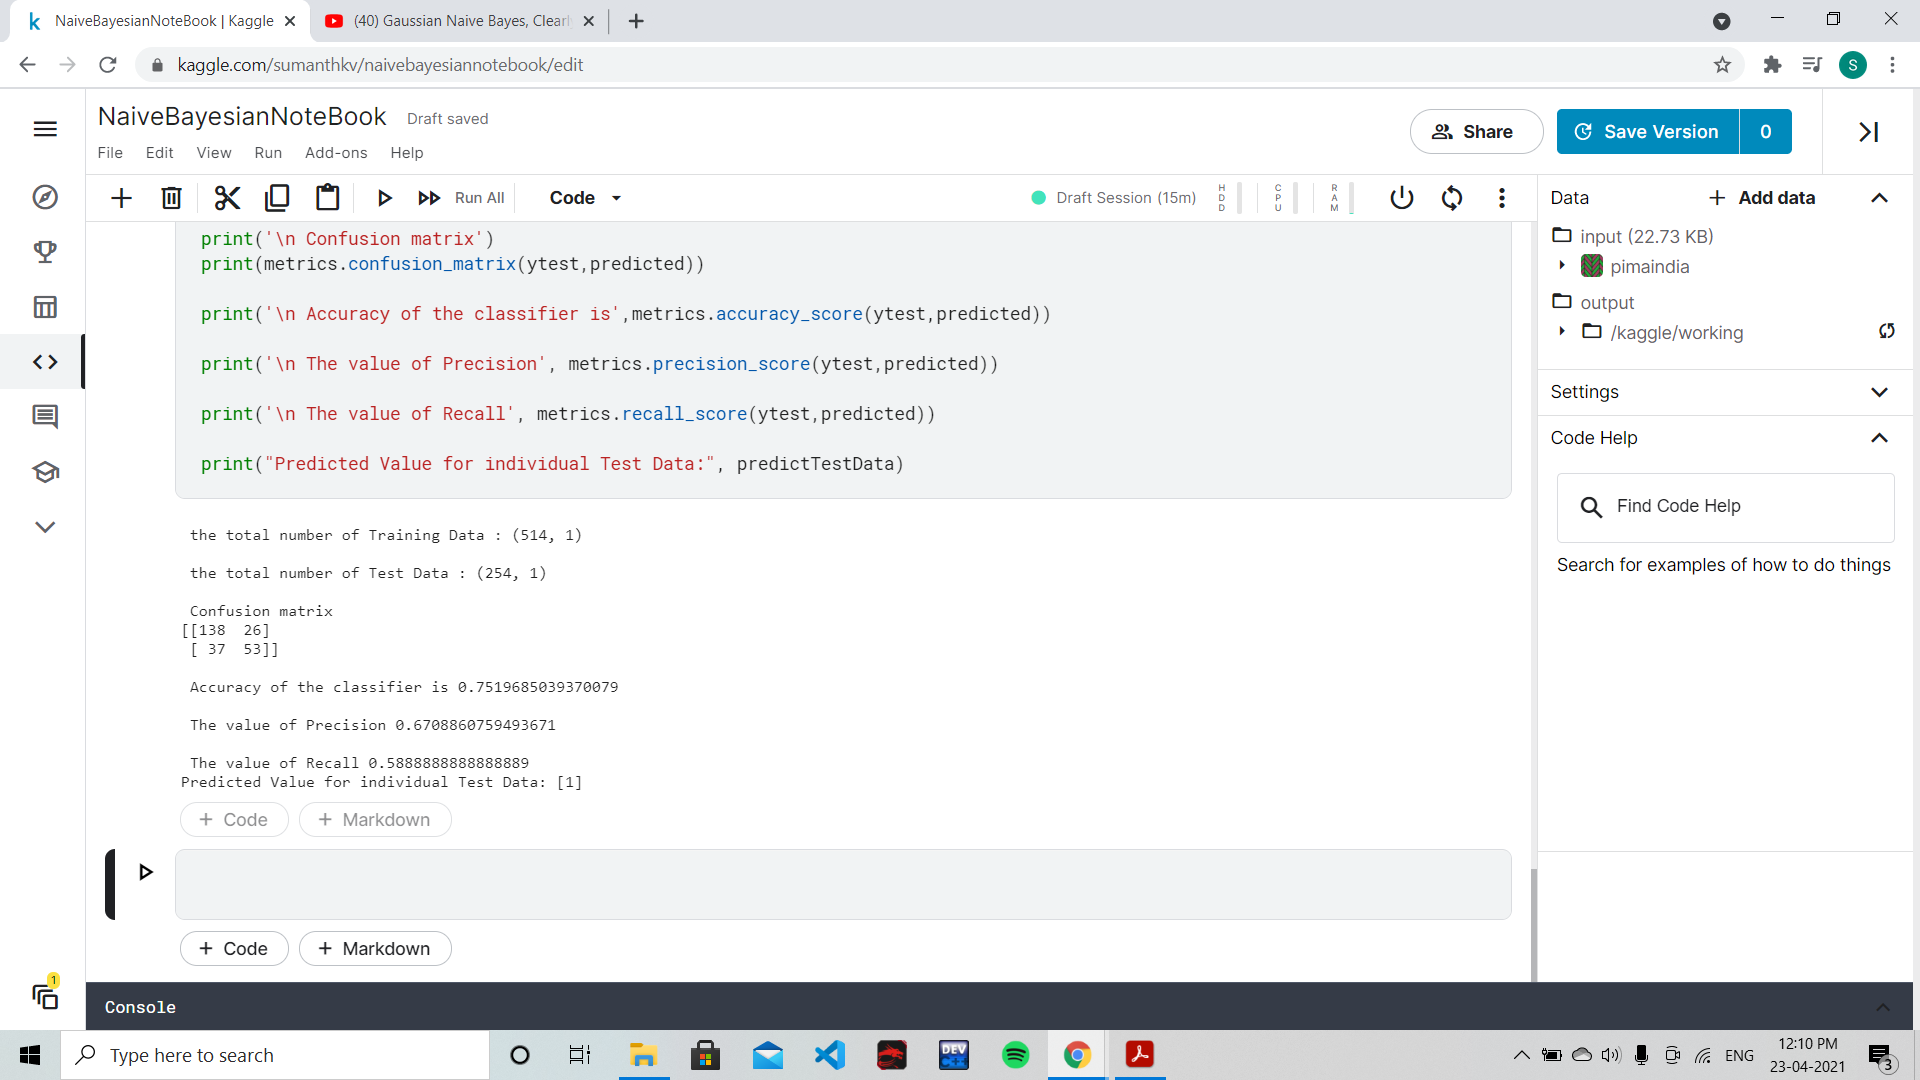 NaiveBayesianNoteBook | Kaggle
(40) Gaussian Naive Bayes, Clearl
kaggle.com/sumanthkv/naivebayesiannotebook/edit
S
NaiveBayesianNoteBook
Draft saved
File Edit View Run Add-ons Help
Share
Save Version 0
Run All
Code
Draft Session (15m)
HDD
CPU
RAM
print('\n Confusion matrix')
print(metrics.confusion_matrix(ytest,predicted))
print('\n Accuracy of the classifier is',metrics.accuracy_score(ytest,predicted))
print('\n The value of Precision', metrics.precision_score(ytest,predicted))
print('\n The value of Recall', metrics.recall_score(ytest,predicted))
print("Predicted Value for individual Test Data:", predictTestData)
the total number of Training Data : (514, 1)
the total number of Test Data : (254, 1)
Confusion matrix
[[138  26]
[ 37  53]]
Accuracy of the classifier is 0.7519685039370079
The value of Precision 0.6708860759493671
The value of Recall 0.5888888888888889
Predicted Value for individual Test Data: [1]
+ Code + Markdown
+ Code + Markdown
Console
Data
+ Add data
input (22.73 KB)
pimaindia
output
/kaggle/working
Settings
Code Help
Find Code Help
Search for examples of how to do things
1
Type here to search
DEV C++
ENG
12:10 PM
23-04-2021
3